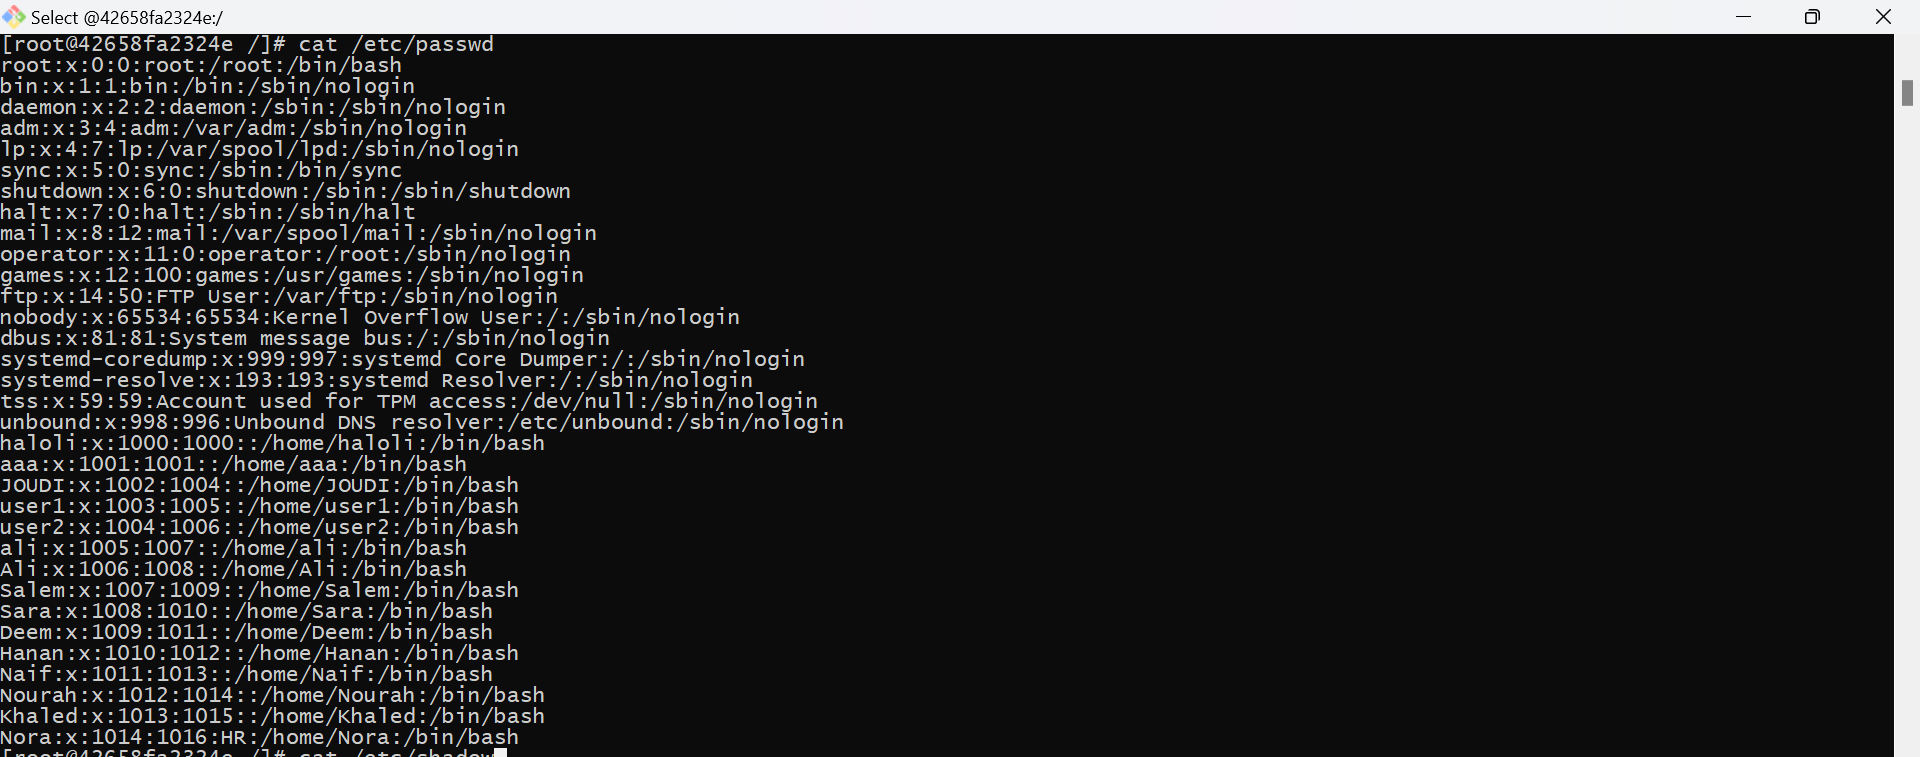 Select @42658fa2324e:/
[root@42658fa2324e /]# cat /etc/passwd
root:x:0:0:root:/root:/bin/bash
bin:x:1:1:bin:/bin:/sbin/nologin
daemon:x:2:2:daemon:/sbin:/sbin/nologin
adm:x:3:4:adm:/var/adm:/sbin/nologin
lp:x:4:7:lp:/var/spool/lpd:/sbin/nologin
sync:x:5:0:sync:/sbin:/bin/sync
shutdown:x:6:0:shutdown:/sbin:/sbin/shutdown
halt:x:7:0:halt:/sbin:/sbin/halt
mail:x:8:12:mail:/var/spool/mail:/sbin/nologin
operator:x:11:0:operator:/root:/sbin/nologin
games:x:12:100:games:/usr/games:/sbin/nologin
ftp:x:14:50:FTP User:/var/ftp:/sbin/nologin
nobody:x:65534:65534:Kernel Overflow User:/:/sbin/nologin
dbus:x:81:81:System message bus:/:/sbin/nologin
systemd-coredump:x:999:997:systemd Core Dumper:/:/sbin/nologin
systemd-resolve:x:193:193:systemd Resolver:/:/sbin/nologin
tss:x:59:59:Account used for TPM access:/dev/null:/sbin/nologin
unbound:x:998:996:Unbound DNS resolver:/etc/unbound:/sbin/nologin
haloli:x:1000:1000::/home/haloli:/bin/bash
aaa:x:1001:1001::/home/aaa:/bin/bash
JOUDI:x:1002:1004::/home/JOUDI:/bin/bash
user1:x:1003:1005::/home/user1:/bin/bash
user2:x:1004:1006::/home/user2:/bin/bash
ali:x:1005:1007::/home/ali:/bin/bash
Ali:x:1006:1008::/home/Ali:/bin/bash
Salem:x:1007:1009::/home/Salem:/bin/bash
Sara:x:1008:1010::/home/Sara:/bin/bash
Deem:x:1009:1011::/home/Deem:/bin/bash
Hanan:x:1010:1012::/home/Hanan:/bin/bash
Naif:x:1011:1013::/home/Naif:/bin/bash
Nourah:x:1012:1014::/home/Nourah:/bin/bash
Khaled:x:1013:1015::/home/Khaled:/bin/bash
Nora:x:1014:1016:HR:/home/Nora:/bin/bash
[root@42658fa2324e /]# cat /etc/shadow